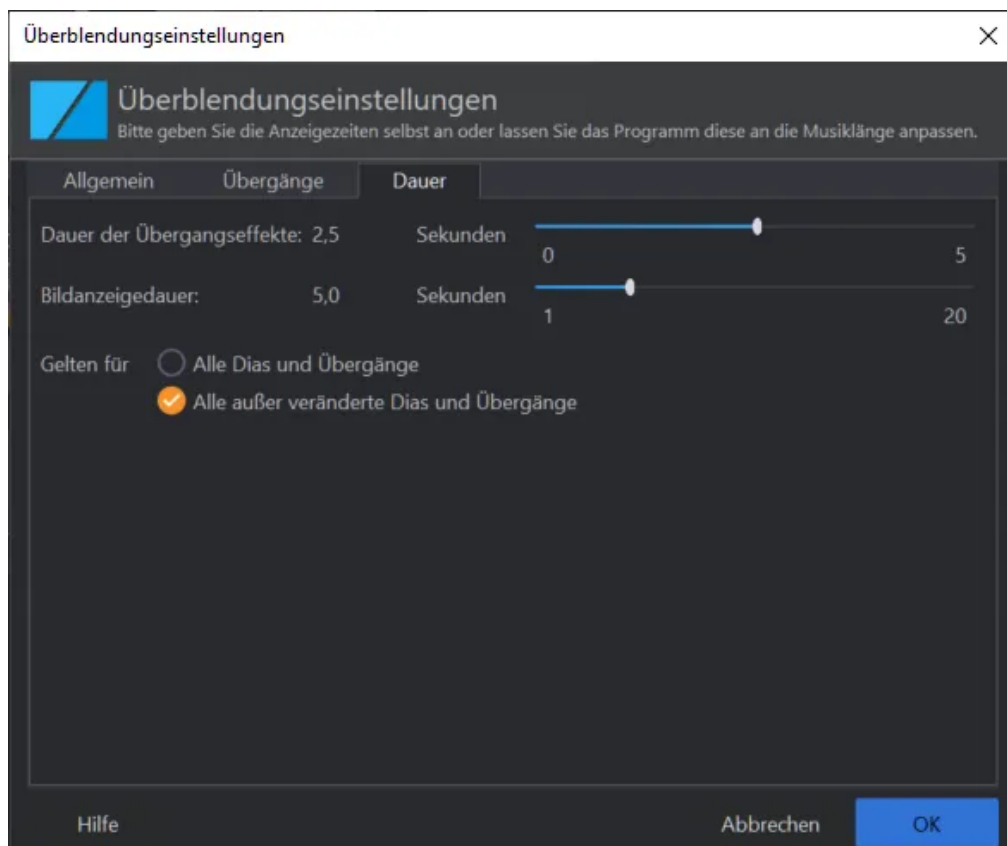 Überblendungseinstellungen
Überblendungseinstellungen
Bitte geben Sie die Anzeigezeiten selbst an oder lassen Sie das Programm diese an die Musiklänge anpassen.
Allgemein Übergänge Dauer
Dauer der Übergangseffekte: 2,5 Sekunden
0 5
Bildanzeigedauer: 5,0 Sekunden
1 20
Gelten für Alle Dias und Übergänge
Alle außer veränderte Dias und Übergänge
Hilfe Abbrechen OK